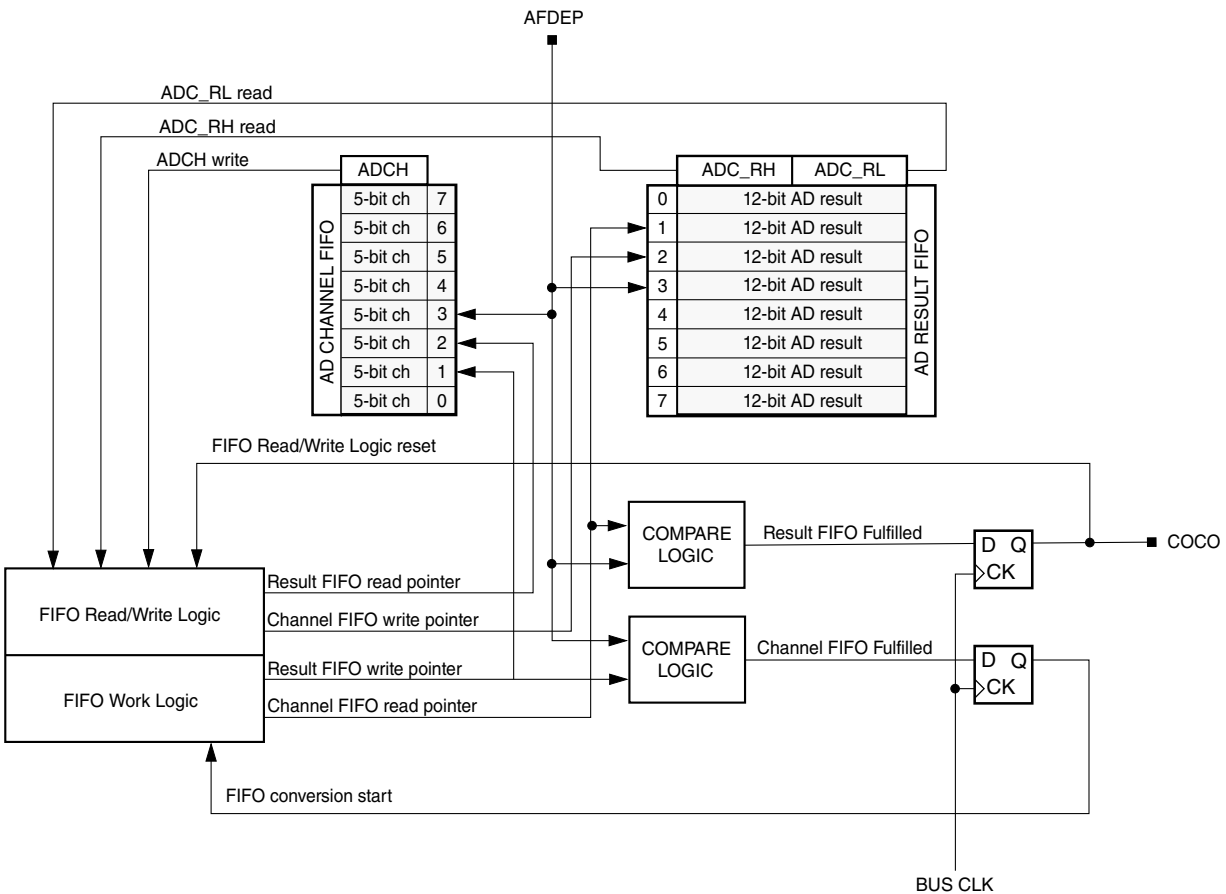 AFDEP
ADC_RL read
ADC_RH read
ADCH write
ADCH
ADC_RH ADC_RL
AD CHANNEL FIFO
5-bit ch 7
5-bit ch 6
5-bit ch 5
5-bit ch 4
5-bit ch 3
5-bit ch 2
5-bit ch 1
5-bit ch 0
0 12-bit AD result
1 12-bit AD result
2 12-bit AD result
3 12-bit AD result
4 12-bit AD result
5 12-bit AD result
6 12-bit AD result
7 12-bit AD result
AD RESULT FIFO
FIFO Read/Write Logic reset
COMPARE
LOGIC
Result FIFO Fulfilled
D Q
CK
COCO
FIFO Read/Write Logic
Result FIFO read pointer
Channel FIFO write pointer
COMPARE
LOGIC
Channel FIFO Fulfilled
D Q
CK
FIFO Work Logic
Result FIFO write pointer
Channel FIFO read pointer
FIFO conversion start
BUS CLK